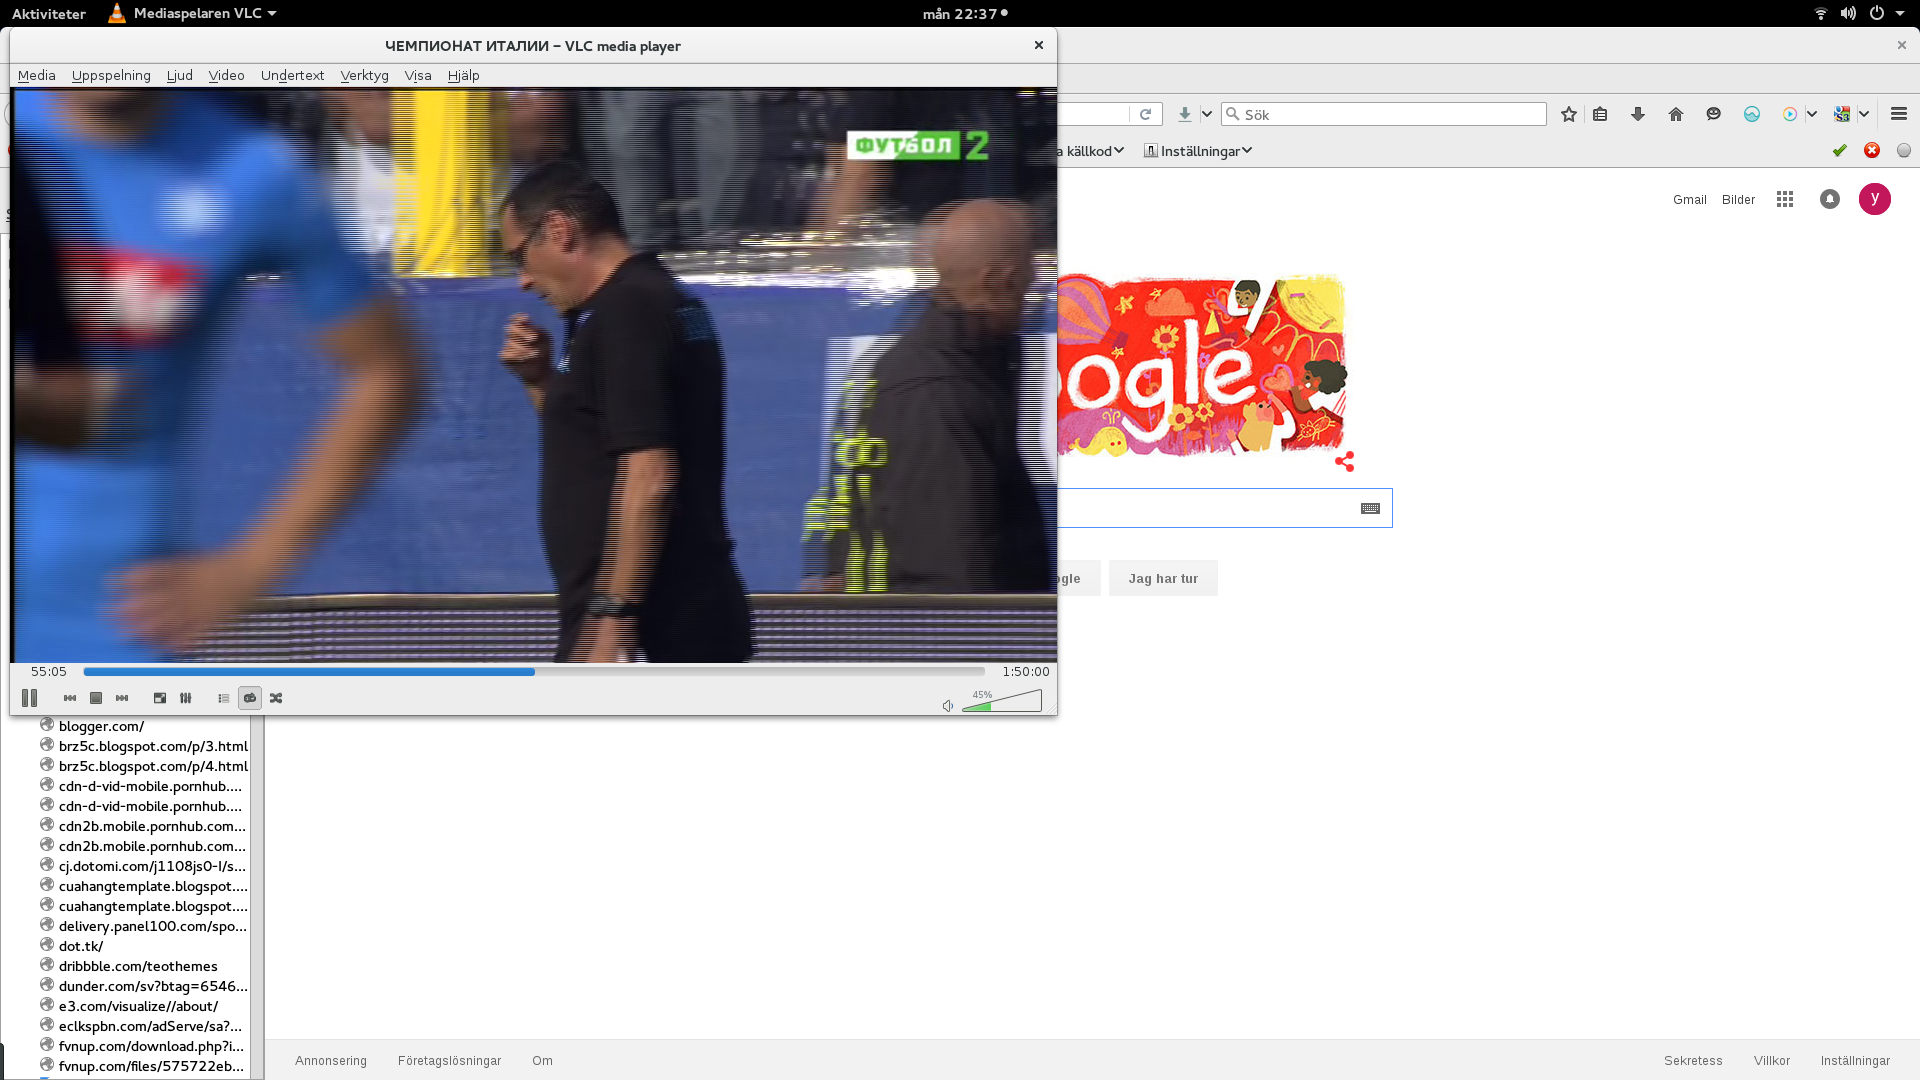 Aktiviteter
Mediaspelaren VLC
mån 22:37
ЧЕМПИОНАТ ИТАЛИИ – VLC media player
Media Uppspelning Ljud Video Undertext Verktyg Visa Hjälp
ФУТБОЛ 2
Sök
a källkod
Inställningar
Gmail Bilder
y
ogle
ogle
Jag har tur
55:05
1:50:00
45%
blogger.com/
brz5c.blogspot.com/p/3.html
brz5c.blogspot.com/p/4.html
cdn-d-vid-mobile.pornhub....
cdn-d-vid-mobile.pornhub....
cdn2b.mobile.pornhub.com...
cdn2b.mobile.pornhub.com...
cj.dotomi.com/j1108js0-I/s...
cuahangtemplate.blogspot....
cuahangtemplate.blogspot....
delivery.panel100.com/spo...
dot.tk/
dribbble.com/teothemes
dunder.com/sv?btag=6546...
e3.com/visualize//about/
eclkspbn.com/adServe/sa?...
fvnup.com/download.php?i...
fvnup.com/files/575722eb...
Annonsering Företagslösningar Om
Sekretess Villkor Inställningar